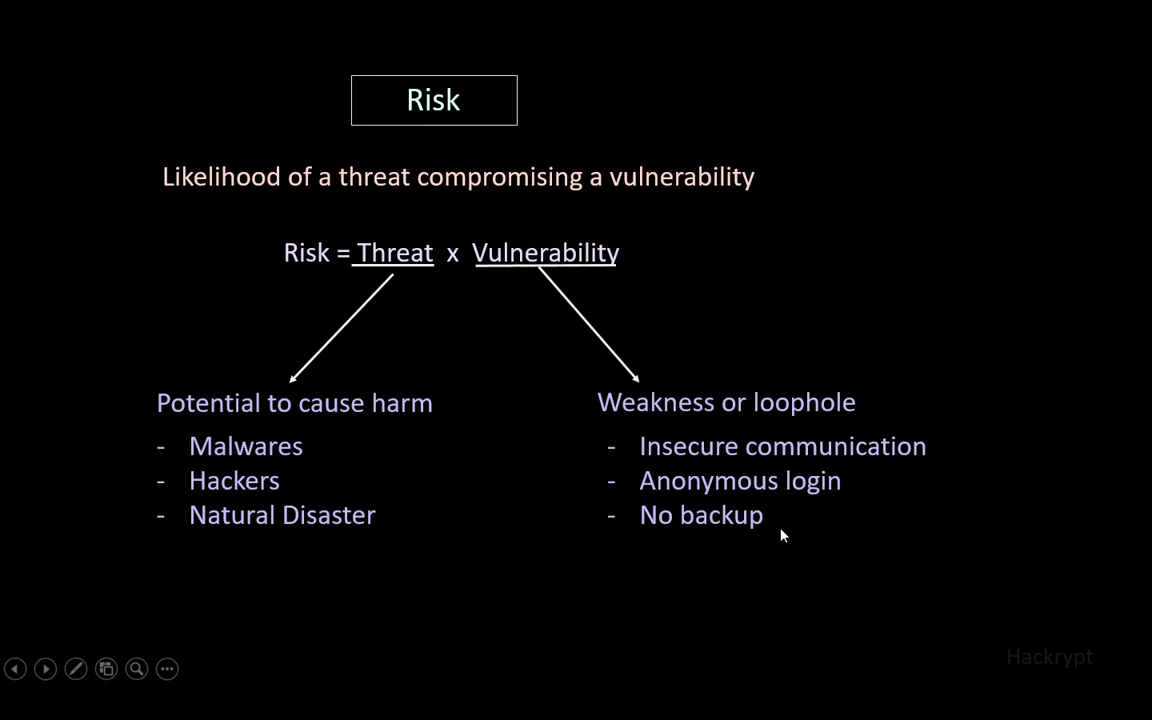 Risk
Likelihood of a threat compromising a vulnerability
Risk = Threat x Vulnerability
Potential to cause harm
- Malwares
- Hackers
- Natural Disaster
Weakness or loophole
- Insecure communication
- Anonymous login
- No backup
Hackrypt